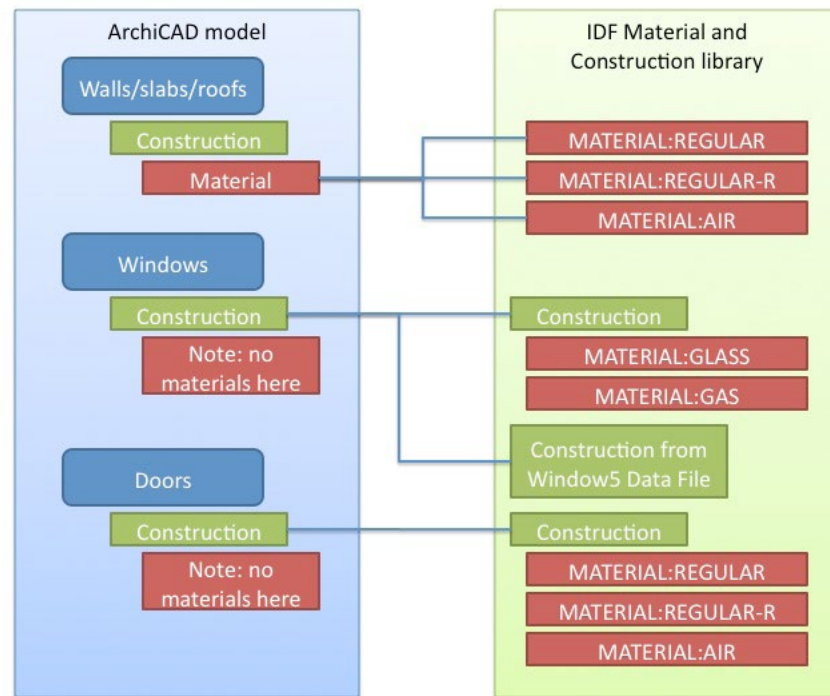 ArchiCAD model
Walls/slabs/roofs
Construction
Material
Windows
Construction
Note: no
materials here
Doors
Construction
Note: no
materials here
IDF Material and
Construction library
MATERIAL:REGULAR
MATERIAL:REGULAR-R
MATERIAL:AIR
Construction
MATERIAL:GLASS
MATERIAL:GAS
Construction from
Window5 Data File
Construction
MATERIAL:REGULAR
MATERIAL:REGULAR-R
MATERIAL:AIR